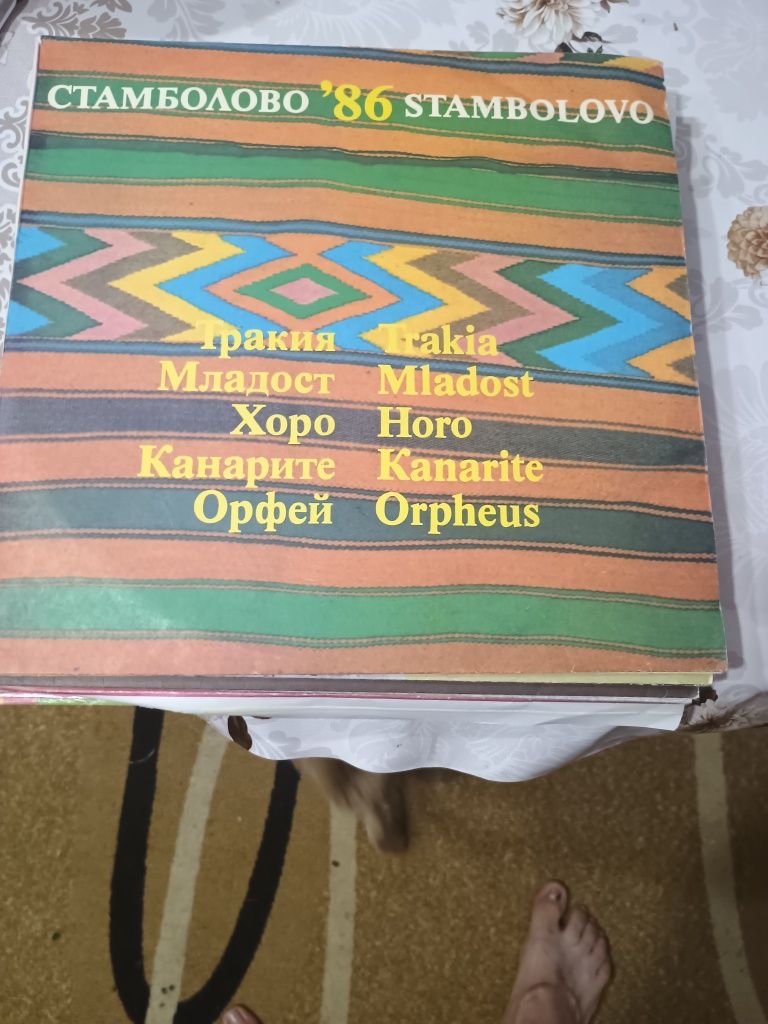 СТАМБОЛОВО '86 STAMBOLOVO
Тракия Trakia
Младост Mladost
Хоро Horo
Канарите Kanarite
Орфей Orpheus